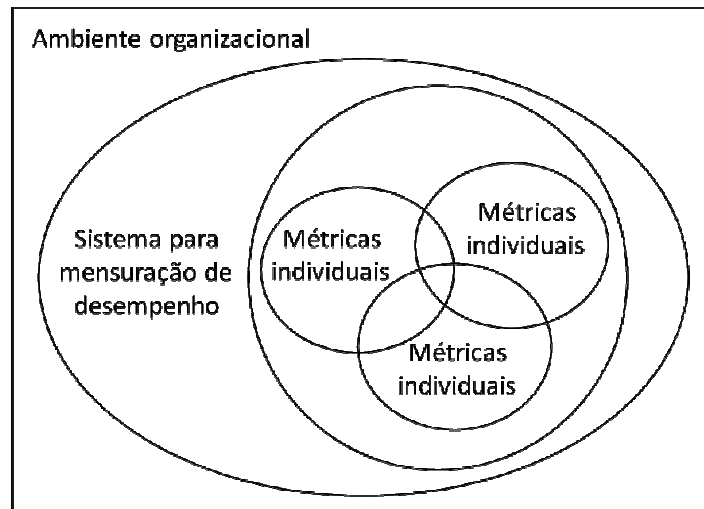 Ambiente organizacional
Sistema para
mensuração de
desempenho
Métricas
individuais
Métricas
individuais
Métricas
individuais